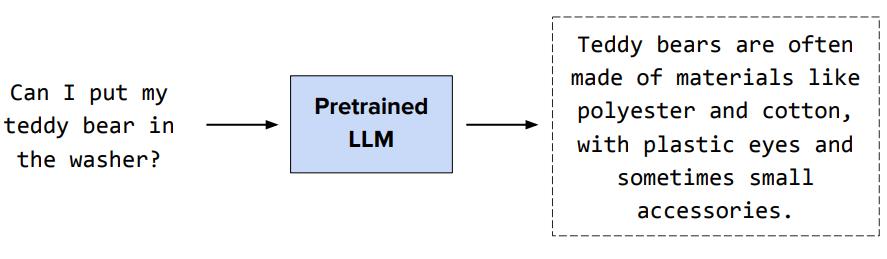 Can I put my
teddy bear in
the washer?
Pretrained
LLM
Teddy bears are often
made of materials like
polyester and cotton,
with plastic eyes and
sometimes small
accessories.